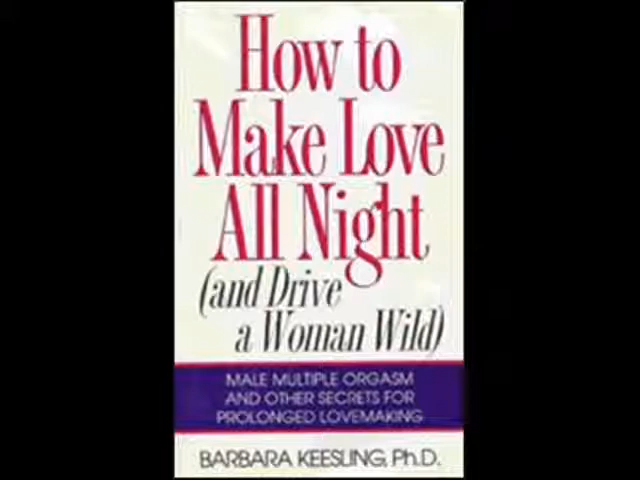 How to
Make Love
All Night
(and Drive
a Woman Wild)
MALE MULTIPLE ORGASM
AND OTHER SECRETS FOR
PROLONGED LOVEMAKING
BARBARA KEESLING, Ph.D.